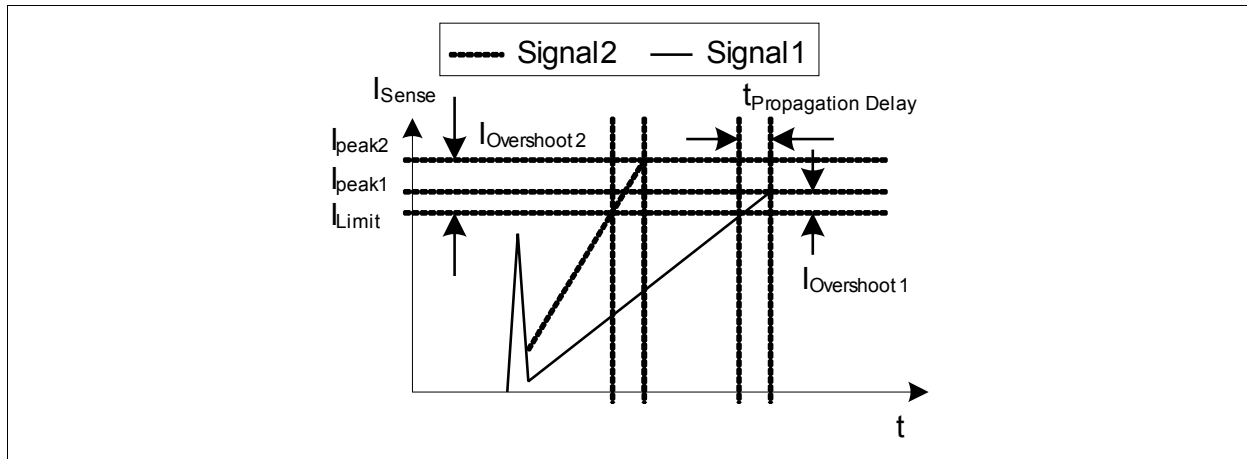 Signal2 Signal1
ISense
tPropagation Delay
Ipeak2
IOvershoot 2
Ipeak1
ILimit
IOvershoot 1
t